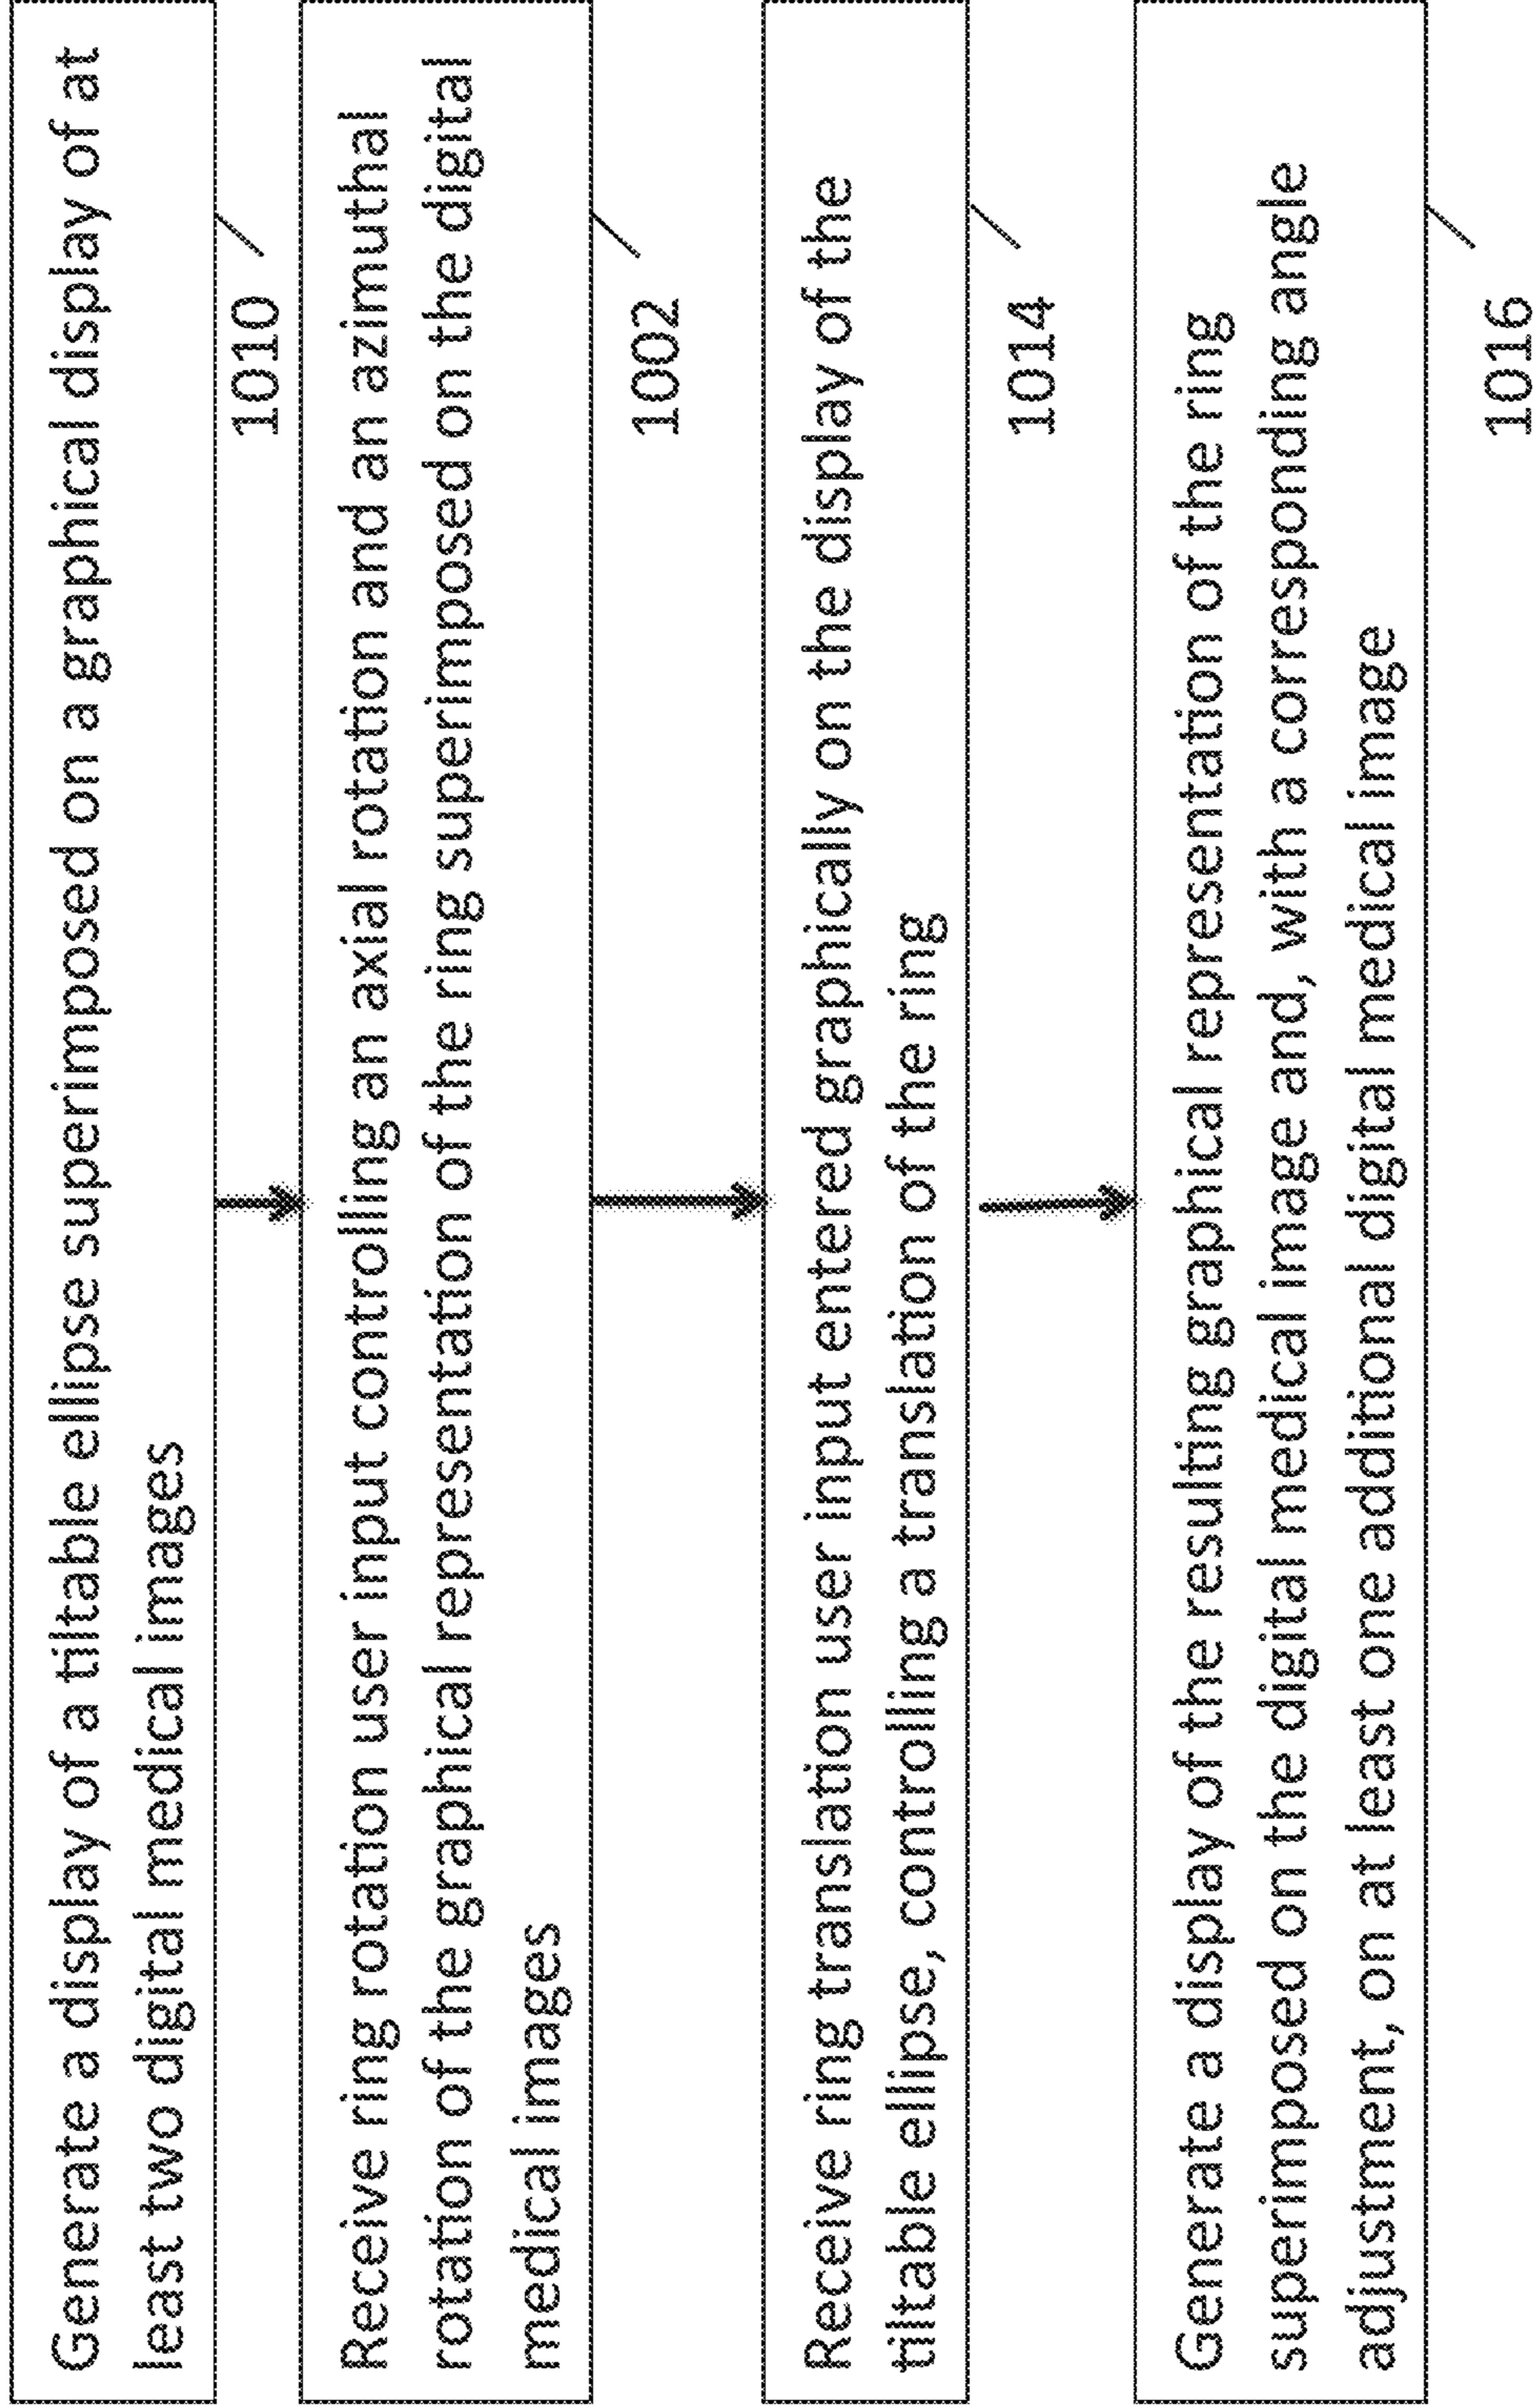 Generate a display of a tiltable ellipse superimposed on a graphical display of at
least two digital medical images
1010
Receive ring rotation user input controlling an axial rotation and an azimuthal
rotation of the graphical representation of the ring superimposed on the digital
medical images
1002
Receive ring translation user input entered graphically on the display of the
tiltable ellipse, controlling a translation of the ring
1014
Generate a display of the resulting graphical representation of the ring
superimposed on the digital medical image and, with a corresponding angle
adjustment, on at least one additional digital medical image
1016